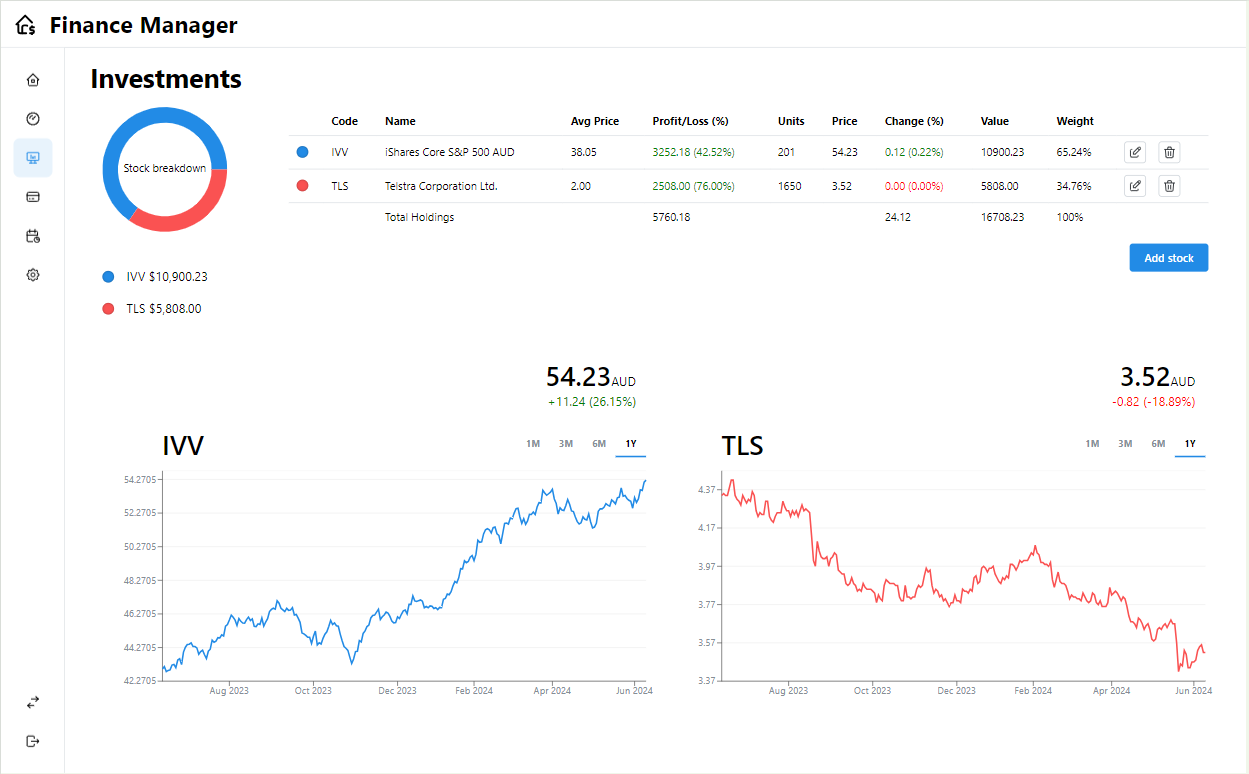 Finance Manager
Investments
Stock breakdown
IVV $10,900.23
TLS $5,808.00
Code Name Avg Price Profit/Loss (%) Units Price Change (%) Value Weight
IVV iShares Core S&P 500 AUD 38.05 3252.18 (42.52%) 201 54.23 0.12 (0.22%) 10900.23 65.24%
TLS Telstra Corporation Ltd. 2.00 2508.00 (76.00%) 1650 3.52 0.00 (0.00%) 5808.00 34.76%
Total Holdings 5760.18 24.12 16708.23 100%
Add stock
54.23AUD
+11.24 (26.15%)
IVV
1M 3M 6M 1Y
54.2705
52.2705
50.2705
48.2705
46.2705
44.2705
42.2705
Aug 2023 Oct 2023 Dec 2023 Feb 2024 Apr 2024 Jun 2024
3.52AUD
-0.82 (-18.89%)
TLS
1M 3M 6M 1Y
4.37
4.17
3.97
3.77
3.57
3.37
Aug 2023 Oct 2023 Dec 2023 Feb 2024 Apr 2024 Jun 2024